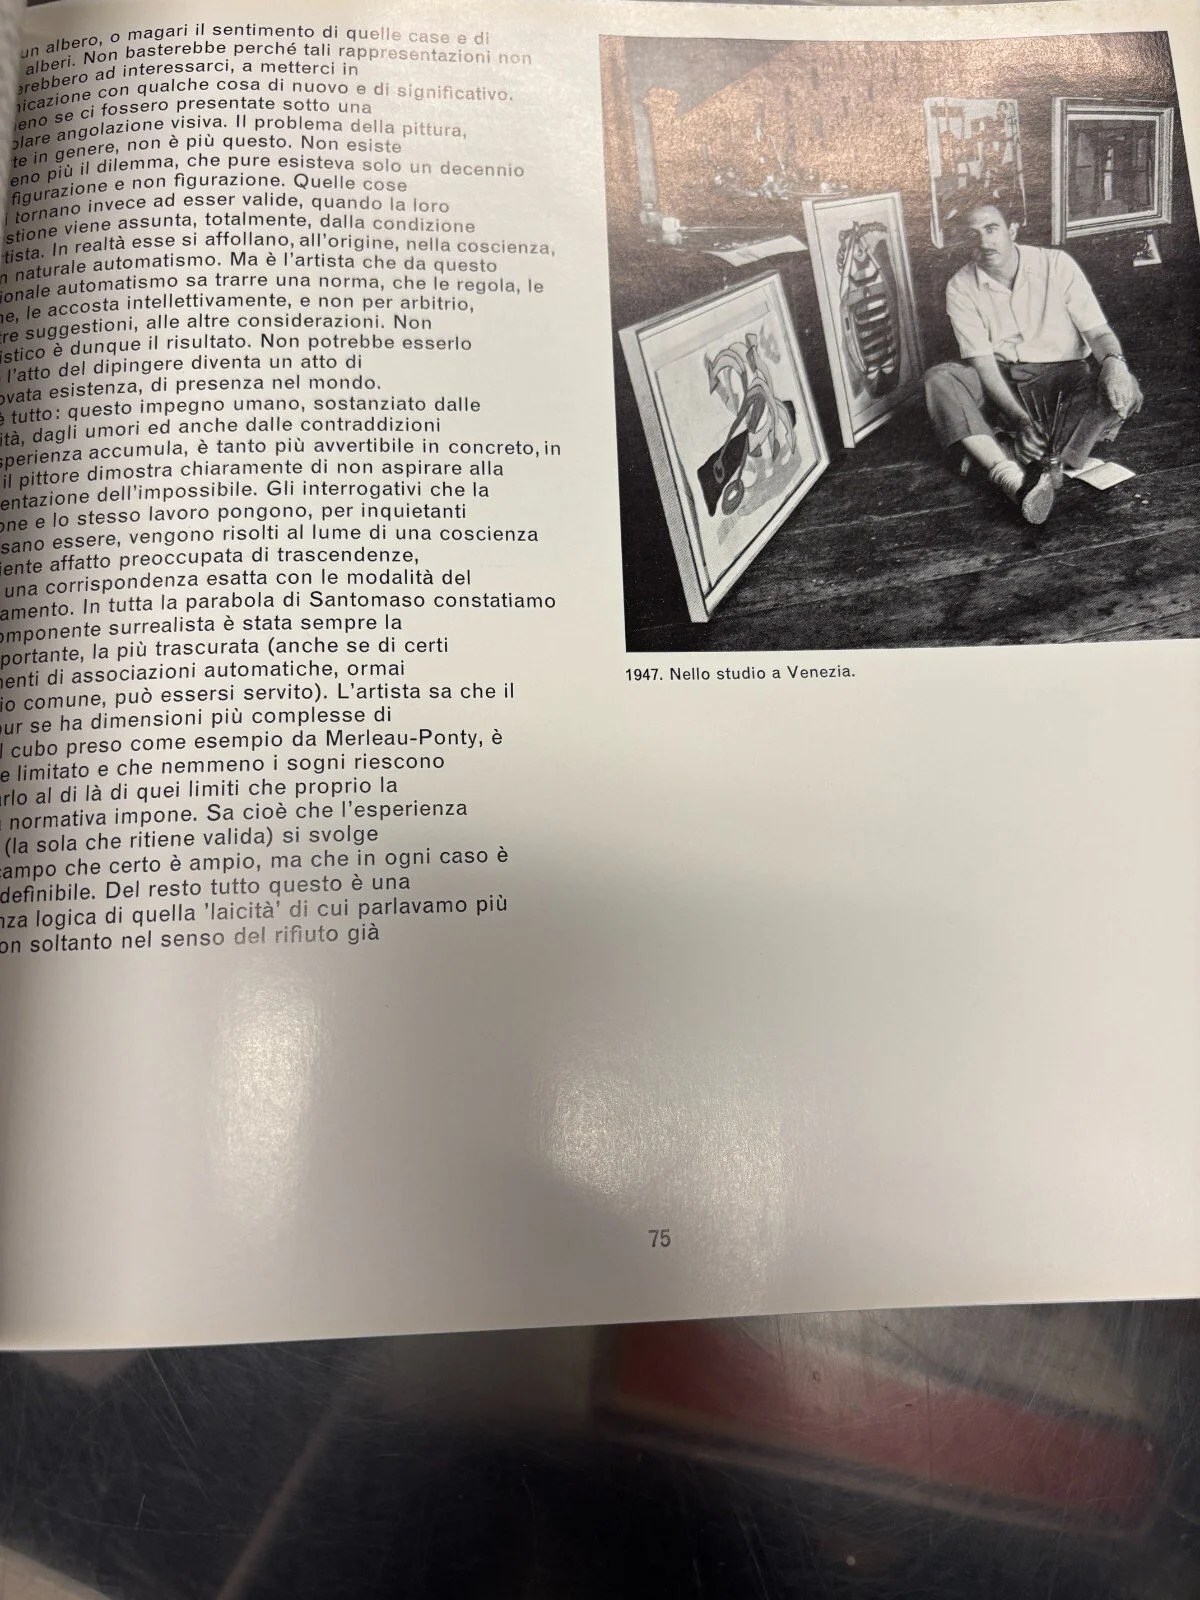 un albero, o magari il sentimento di quelle case e di
alberi. Non basterebbe perché tali rappresentazioni non
erebbero ad interessarci, a metterci in
nicazione con qualche cosa di nuovo e di significativo.
eno se ci fossero presentate sotto una
olare angolazione visiva. Il problema della pittura,
te in genere, non è più questo. Non esiste
eno più il dilemma, che pure esisteva solo un decennio
figurazione e non figurazione. Quelle cose
i tornano invece ad esser valide, quando la loro
stione viene assunta, totalmente, dalla condizione
tista. In realtà esse si affollano, all'origine, nella coscienza,
n naturale automatismo. Ma è l'artista che da questo
ionale automatismo sa trarre una norma, che le regola, le
ne, le accosta intellettivamente, e non per arbitrio,
tre suggestioni, alle altre considerazioni. Non
istico è dunque il risultato. Non potrebbe esserlo
l'atto del dipingere diventa un atto di
ovata esistenza, di presenza nel mondo.
è tutto: questo impegno umano, sostanziato dalle
ità, dagli umori ed anche dalle contraddizioni
sperienza accumula, è tanto più avvertibile in concreto, in
il pittore dimostra chiaramente di non aspirare alla
entazione dell'impossibile. Gli interrogativi che la
one e lo stesso lavoro pongono, per inquietanti
sano essere, vengono risolti al lume di una coscienza
iente affatto preoccupata di trascendenze,
una corrispondenza esatta con le modalità del
amento. In tutta la parabola di Santomaso constatiamo
omponente surrealista è stata sempre la
portante, la più trascurata (anche se di certi
menti di associazioni automatiche, ormai
io comune, può essersi servito). L'artista sa che il
pur se ha dimensioni più complesse di
l cubo preso come esempio da Merleau-Ponty, è
e limitato e che nemmeno i sogni riescono
arlo al di là di quei limiti che proprio la
normativa impone. Sa cioè che l'esperienza
(la sola che ritiene valida) si svolge
campo che certo è ampio, ma che in ogni caso è
definibile. Del resto tutto questo è una
nza logica di quella 'laicità' di cui parlavamo più
on soltanto nel senso del rifiuto già
1947. Nello studio a Venezia.
75